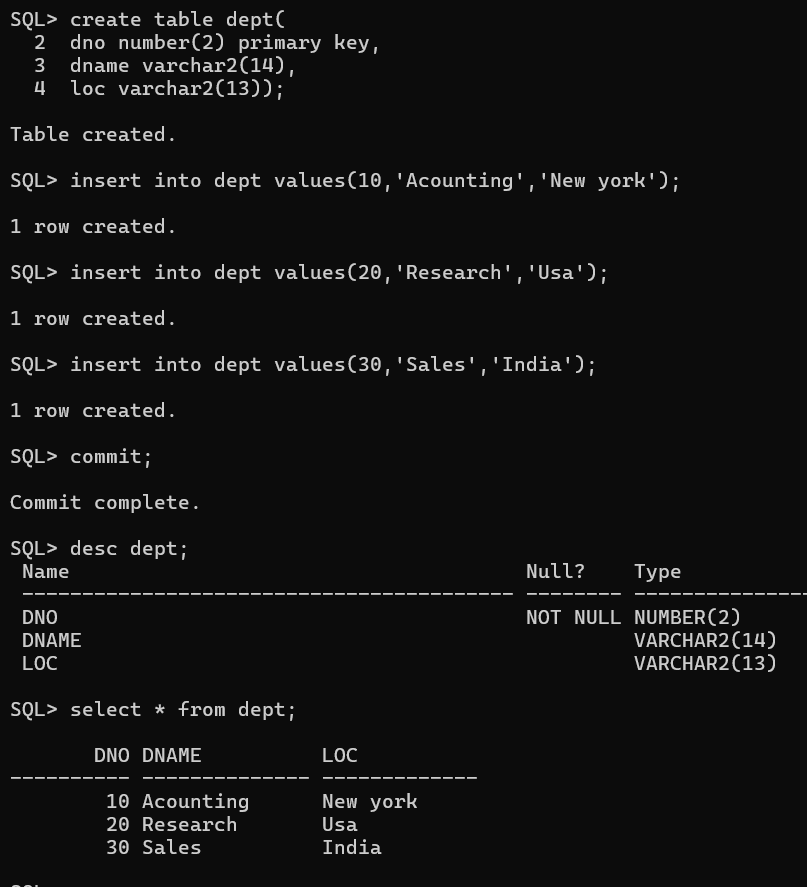 SQL> create table dept(
  2  dno number(2) primary key,
  3  dname varchar2(14),
  4  loc varchar2(13));
Table created.
SQL> insert into dept values(10,'Acounting','New york');
1 row created.
SQL> insert into dept values(20,'Research','Usa');
1 row created.
SQL> insert into dept values(30,'Sales','India');
1 row created.
SQL> commit;
Commit complete.
SQL> desc dept;
 Name                                      Null?    Type
 ----------------------------------------- -------- ---------------
 DNO                                       NOT NULL NUMBER(2)
 DNAME                                              VARCHAR2(14)
 LOC                                                VARCHAR2(13)
SQL> select * from dept;
       DNO DNAME          LOC
---------- -------------- -------------
        10 Acounting      New york
        20 Research       Usa
        30 Sales          India